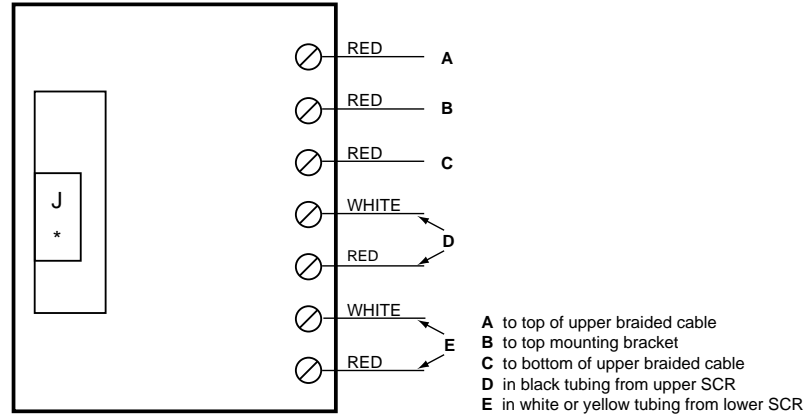 RED A
RED B
RED C
J
*
WHITE
D
RED
WHITE
E
RED
A to top of upper braided cable
B to top mounting bracket
C to bottom of upper braided cable
D in black tubing from upper SCR
E in white or yellow tubing from lower SCR